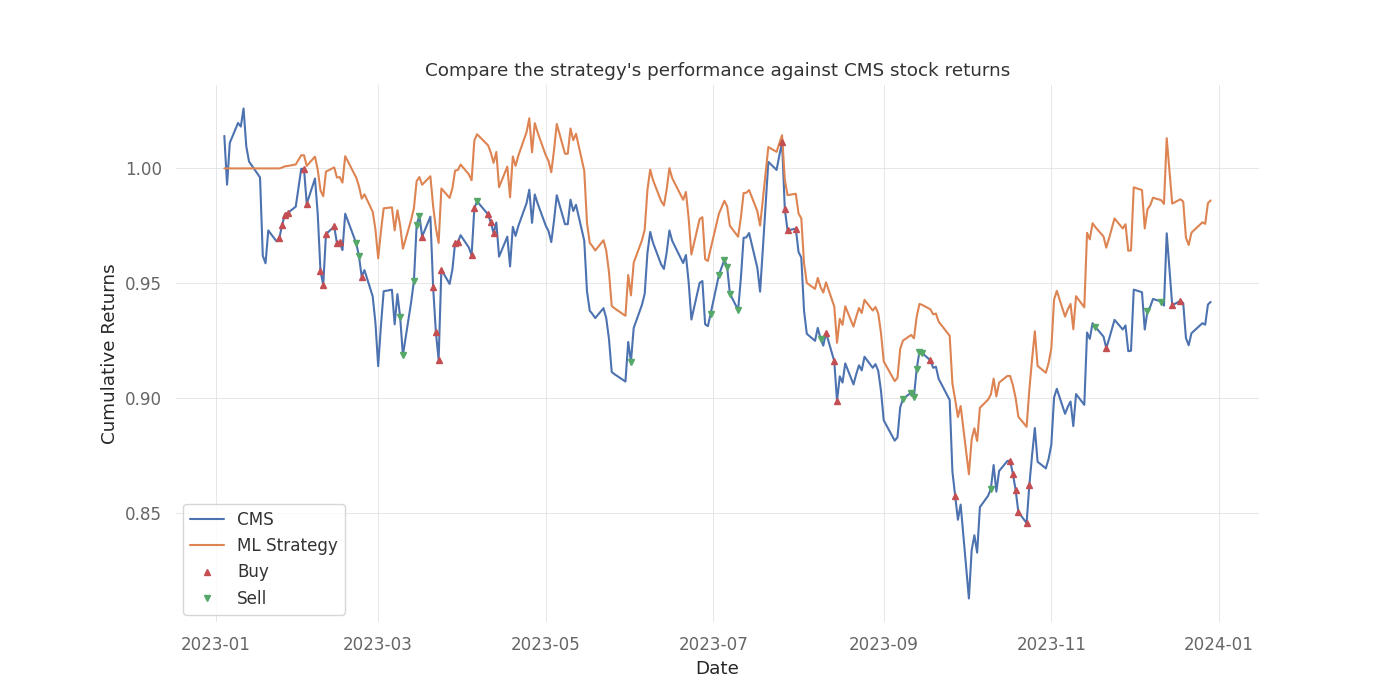 Compare the strategy's performance against CMS stock returns
Cumulative Returns
1.00
0.95
0.90
0.85
CMS
ML Strategy
Buy
Sell
2023-01 2023-03 2023-05 2023-07 2023-09 2023-11 2024-01
Date